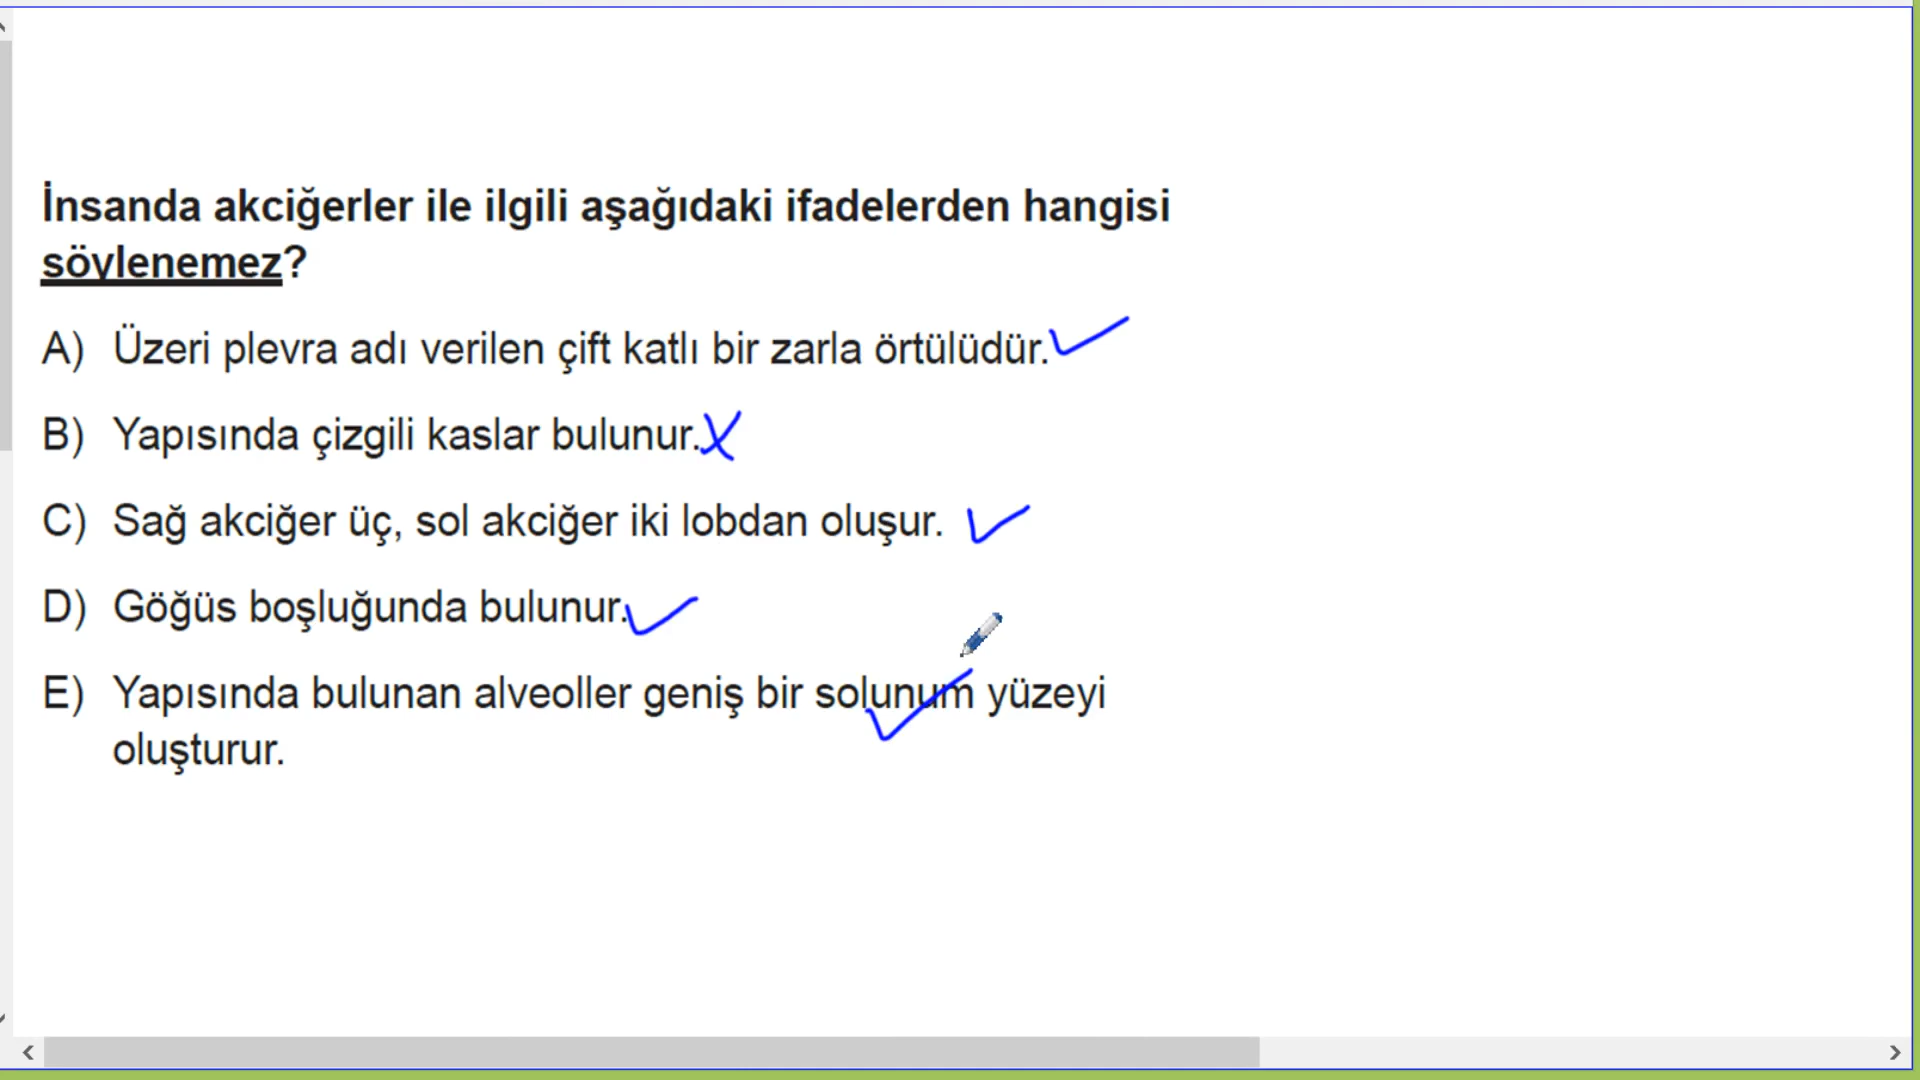 İnsanda akciğerler ile ilgili aşağıdaki ifadelerden hangisi
söylenemez?
A) Üzeri plevra adı verilen çift katlı bir zarla örtülüdür.
B) Yapısında çizgili kaslar bulunur.
C) Sağ akciğer üç, sol akciğer iki lobdan oluşur.
D) Göğüs boşluğunda bulunur.
E) Yapısında bulunan alveoller geniş bir solunum yüzeyi
oluşturur.